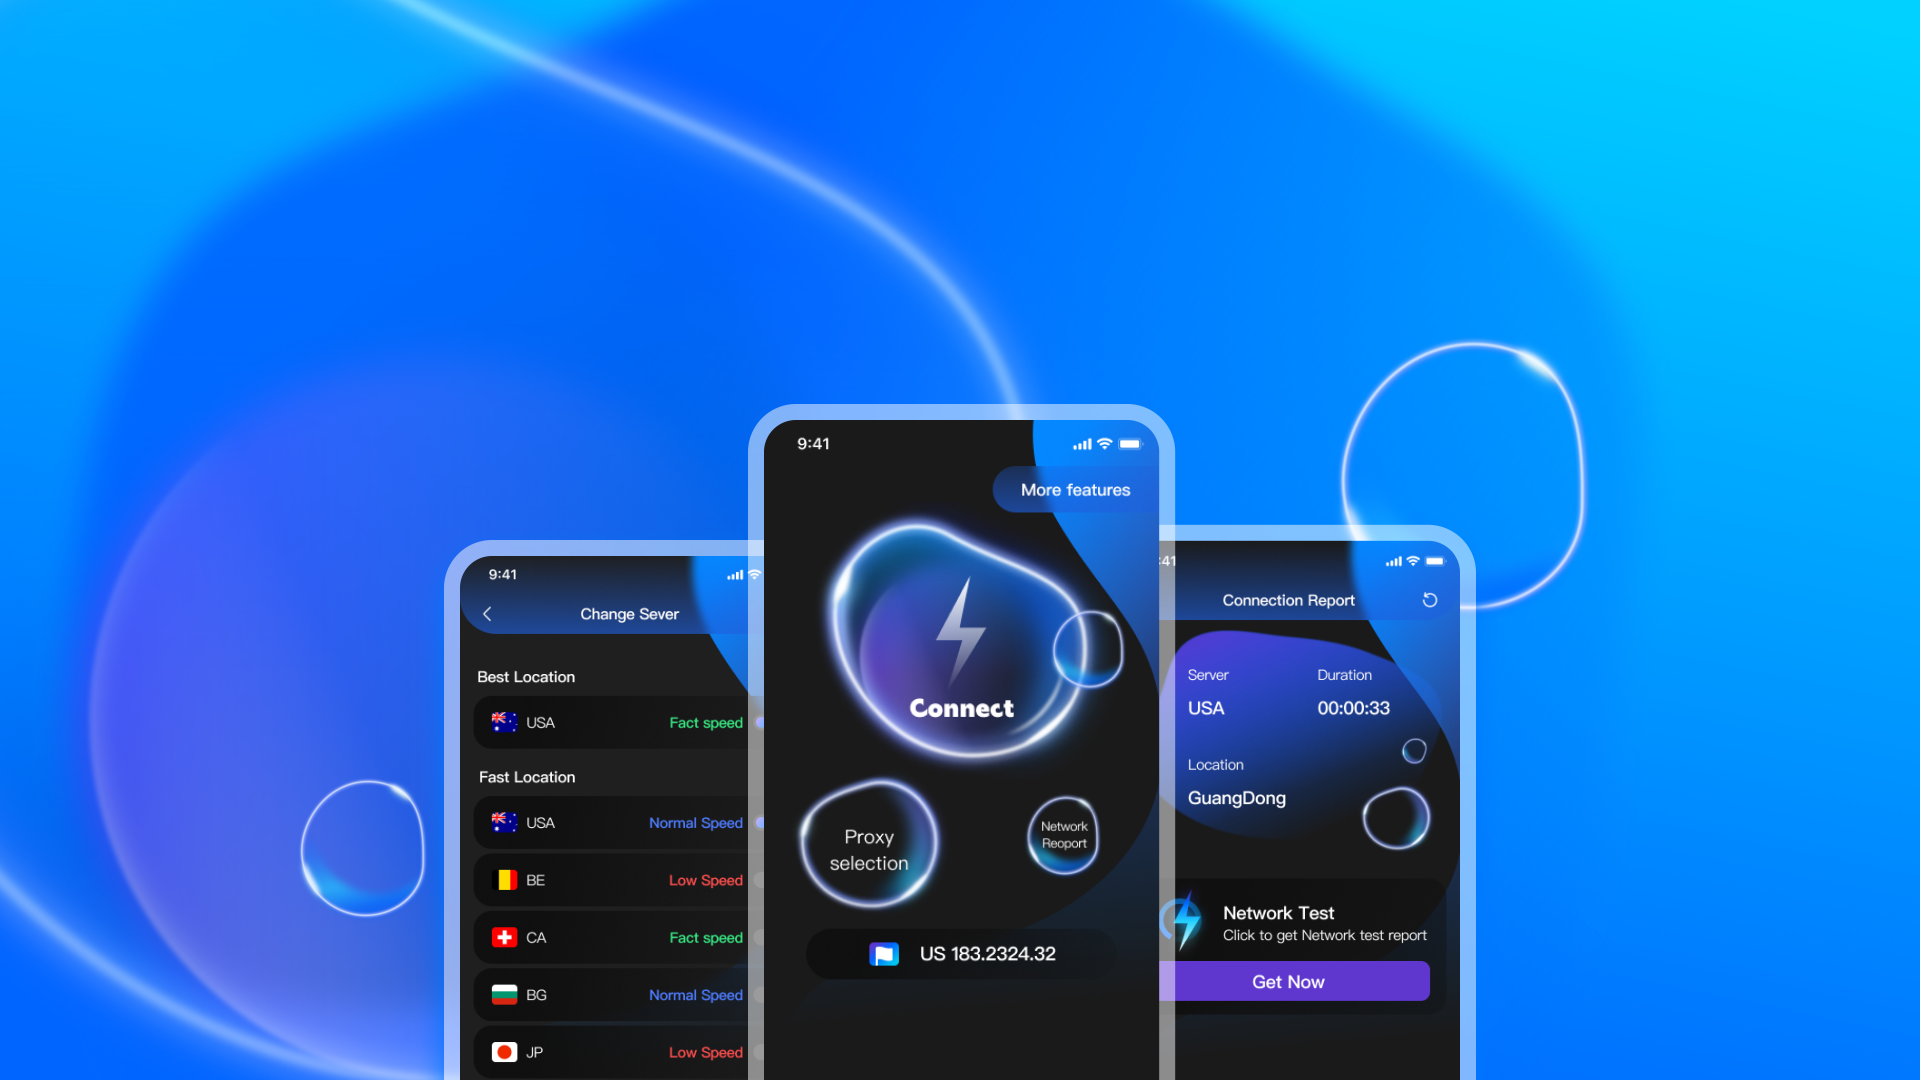 9:41
Change Sever
Best Location
USA Fact speed
Fast Location
USA Normal Speed
BE Low Speed
CA Fact speed
BG Normal Speed
JP Low Speed
9:41
More features
Connect
Proxy
selection
Network
Reoport
US 183.2324.32
:41
Connection Report
Server Duration
USA 00:00:33
Location
GuangDong
Network Test
Click to get Network test report
Get Now